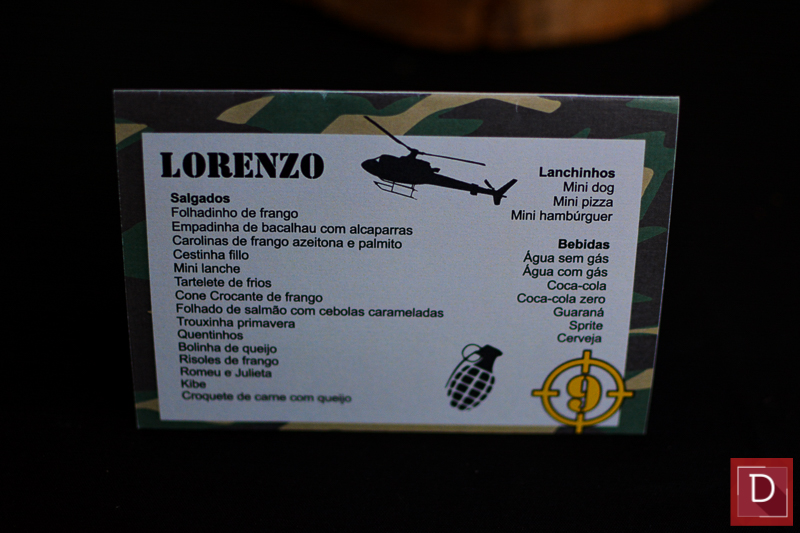 LORENZO
Salgados
Folhadinho de frango
Empadinha de bacalhau com alcaparras
Carolinas de frango azeitona e palmito
Cestinha fillo
Mini lanche
Tartelete de frios
Cone Crocante de frango
Folhado de salmão com cebolas carameladas
Trouxinha primavera
Quentinhos
Bolinha de queijo
Risoles de frango
Romeu e Julieta
Kibe
Croquete de carne com queijo
Lanchinhos
Mini dog
Mini pizza
Mini hambúrguer
Bebidas
Água sem gás
Água com gás
Coca-cola
Coca-cola zero
Guaraná
Sprite
Cerveja
9
D